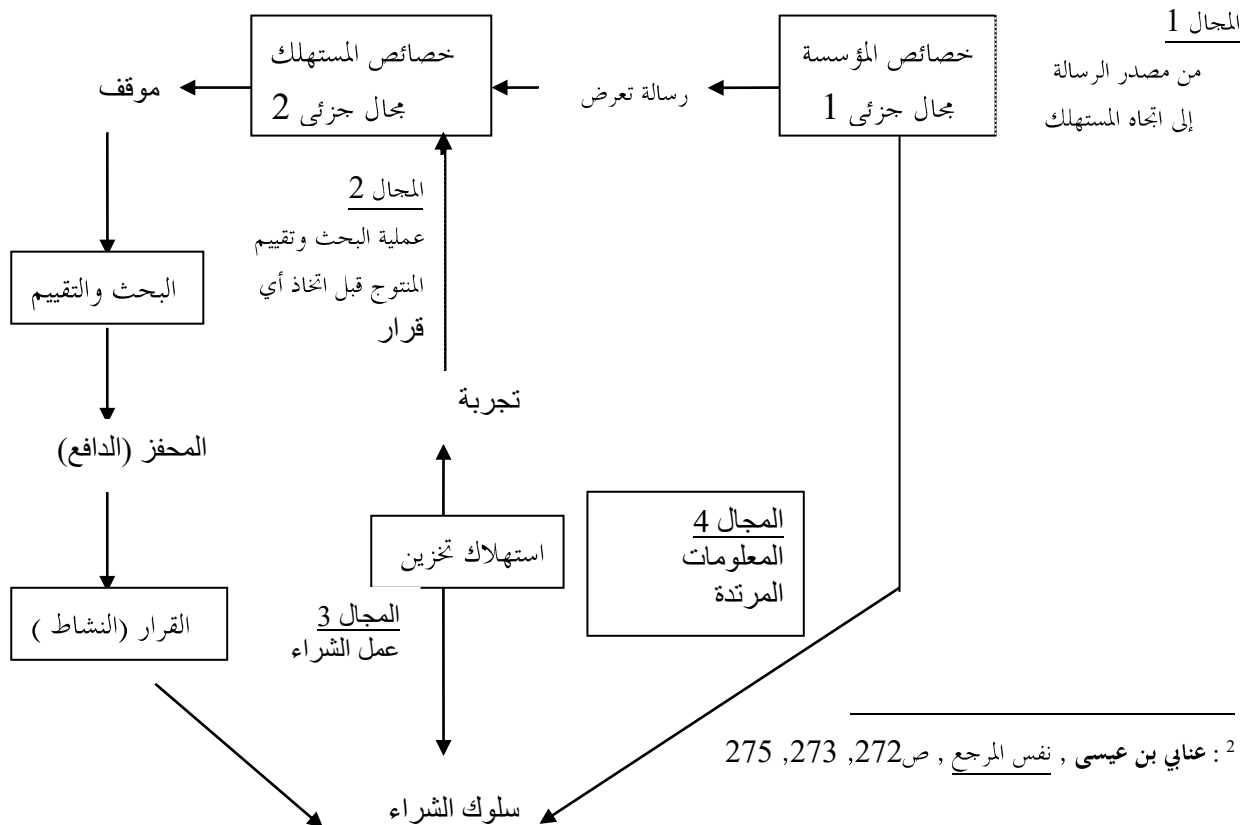 المجال 1
من مصدر الرسالة
إلى اتجاه المستهلك
خصائص المؤسسة
مجال جزئي 1
رسالة تعرض
خصائص المستهلك
مجال جزئي 2
موقف
المجال 2
عملية البحث وتقييم
المنتوج قبل اتخاذ أي
قرار
البحث والتقييم
تجربة
المحفز (الدافع)
المجال 4
المعلومات
المرتدة
استهلاك تخزين
القرار (النشاط )
المجال 3
عمل الشراء
سلوك الشراء
2 : عنابي بن عيسى , نفس المرجع , ص272, 273, 275